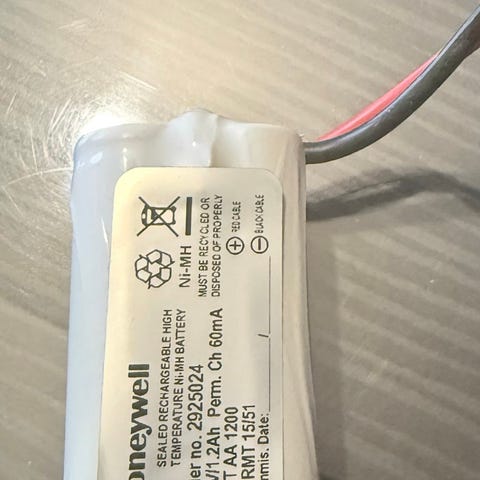 oneywell
SEALED RECHARGEABLE HIGH
TEMPERATURE Ni-MH BATTERY
er no. 2925024
V/1.2Ah Perm. Ch 60mA
T AA 1200
RMT 15/51
mmis. Date:
Ni-MH
MUST BE RECYCLED OR
DISPOSED OF PROPERLY
+ RED CABLE
− BLACK CABLE